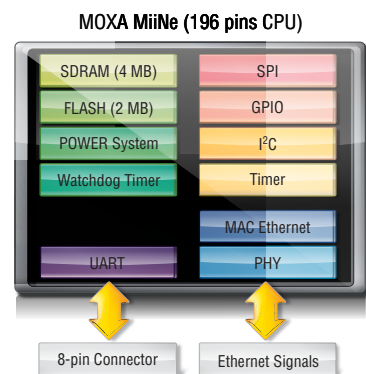 MOXA MiiNe (196 pins CPU)
SDRAM (4 MB)
SPI
FLASH (2 MB)
GPIO
POWER System
I²C
Watchdog Timer
Timer
MAC Ethernet
UART
PHY
8-pin Connector
Ethernet Signals